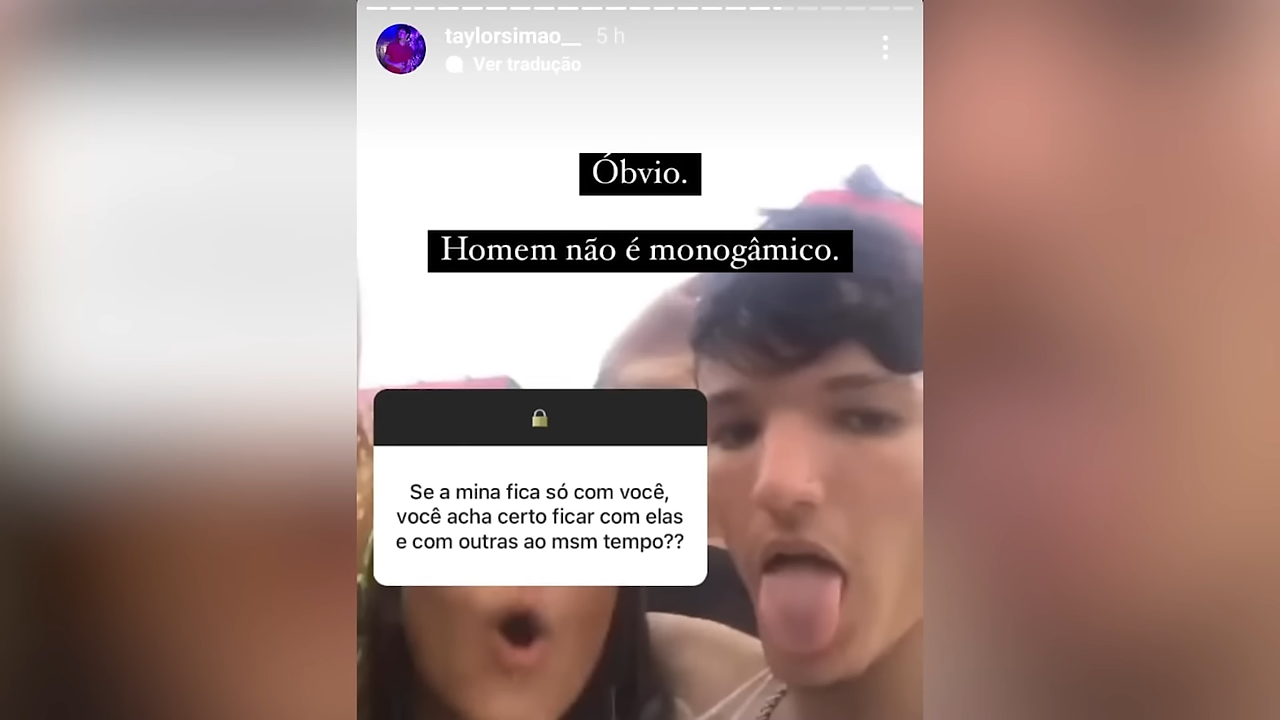 taylorsimao__ 5 h
Ver tradução
Óbvio.
Homem não é monogâmico.
Se a mina fica só com você,
você acha certo ficar com elas
e com outras ao msm tempo??